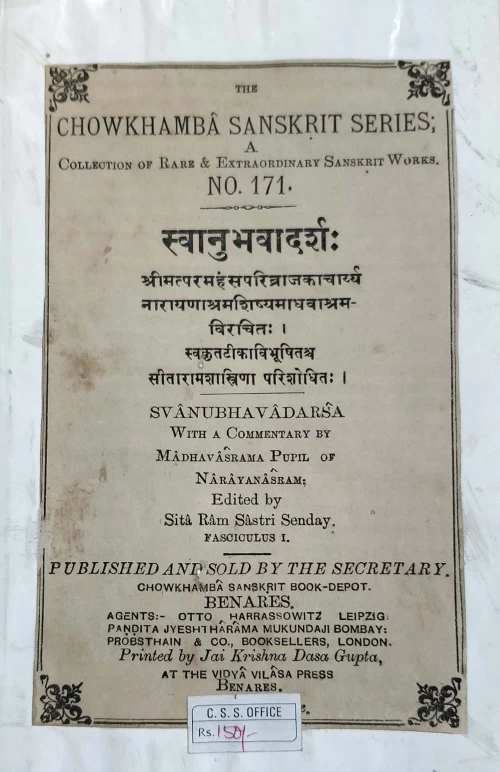 THE
CHOWKHAMBÂ SANSKRIT SERIES;
A
COLLECTION OF RARE & EXTRAORDINARY SANSKRIT WORKS.
NO. 171.
स्वानुभवादर्शः
श्रीमत्परमहंसपरिव्राजकाचार्य्य
नारायणाश्रमशिष्यमाधवाश्रम-
विरचितः ।
स्वकृतटीकाविभूषितश्च
सीतारामशास्त्रिणा परिशोधितः ।
SVÂNUBHAVÂDARŜA
WITH A COMMENTARY BY
MÂDHAVÂŜRAMA PUPIL OF
NÂRÂYANÂŜRAM;
Edited by
Sitâ Râm Sâstri Senday.
FASCICULUS I.
PUBLISHED AND SOLD BY THE SECRETARY.
CHOWKHAMBÂ SANSKRIT BOOK-DEPOT.
BENARES.
AGENTS:- OTTO HARRASSOWITZ LEIPZIG:
PANDITA JYESHTHÂRÂMA MUKUNDAJI BOMBAY:
PROBSTHAIN & CO., BOOKSELLERS, LONDON.
Printed by Jai Krishna Dasa Gupta,
AT THE VIDYÂ VILÂSA PRESS
BENARES.
C. S. S. OFFICE
Rs. 150/-